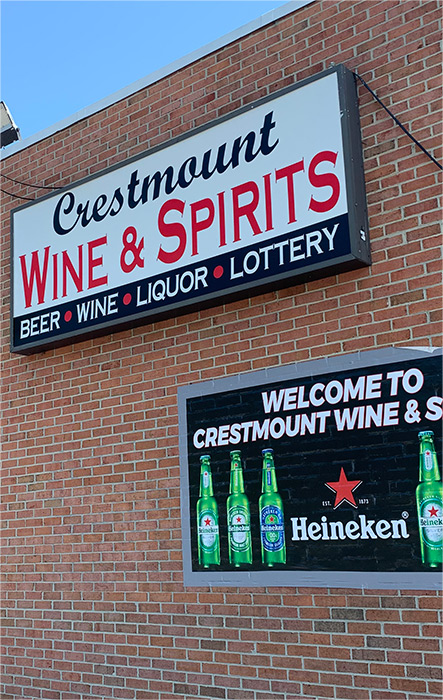 Crestmount
WINE & SPIRITS
BEER • WINE • LIQUOR • LOTTERY
WELCOME TO
CRESTMOUNT WINE & S
EST. 1873
Heineken®